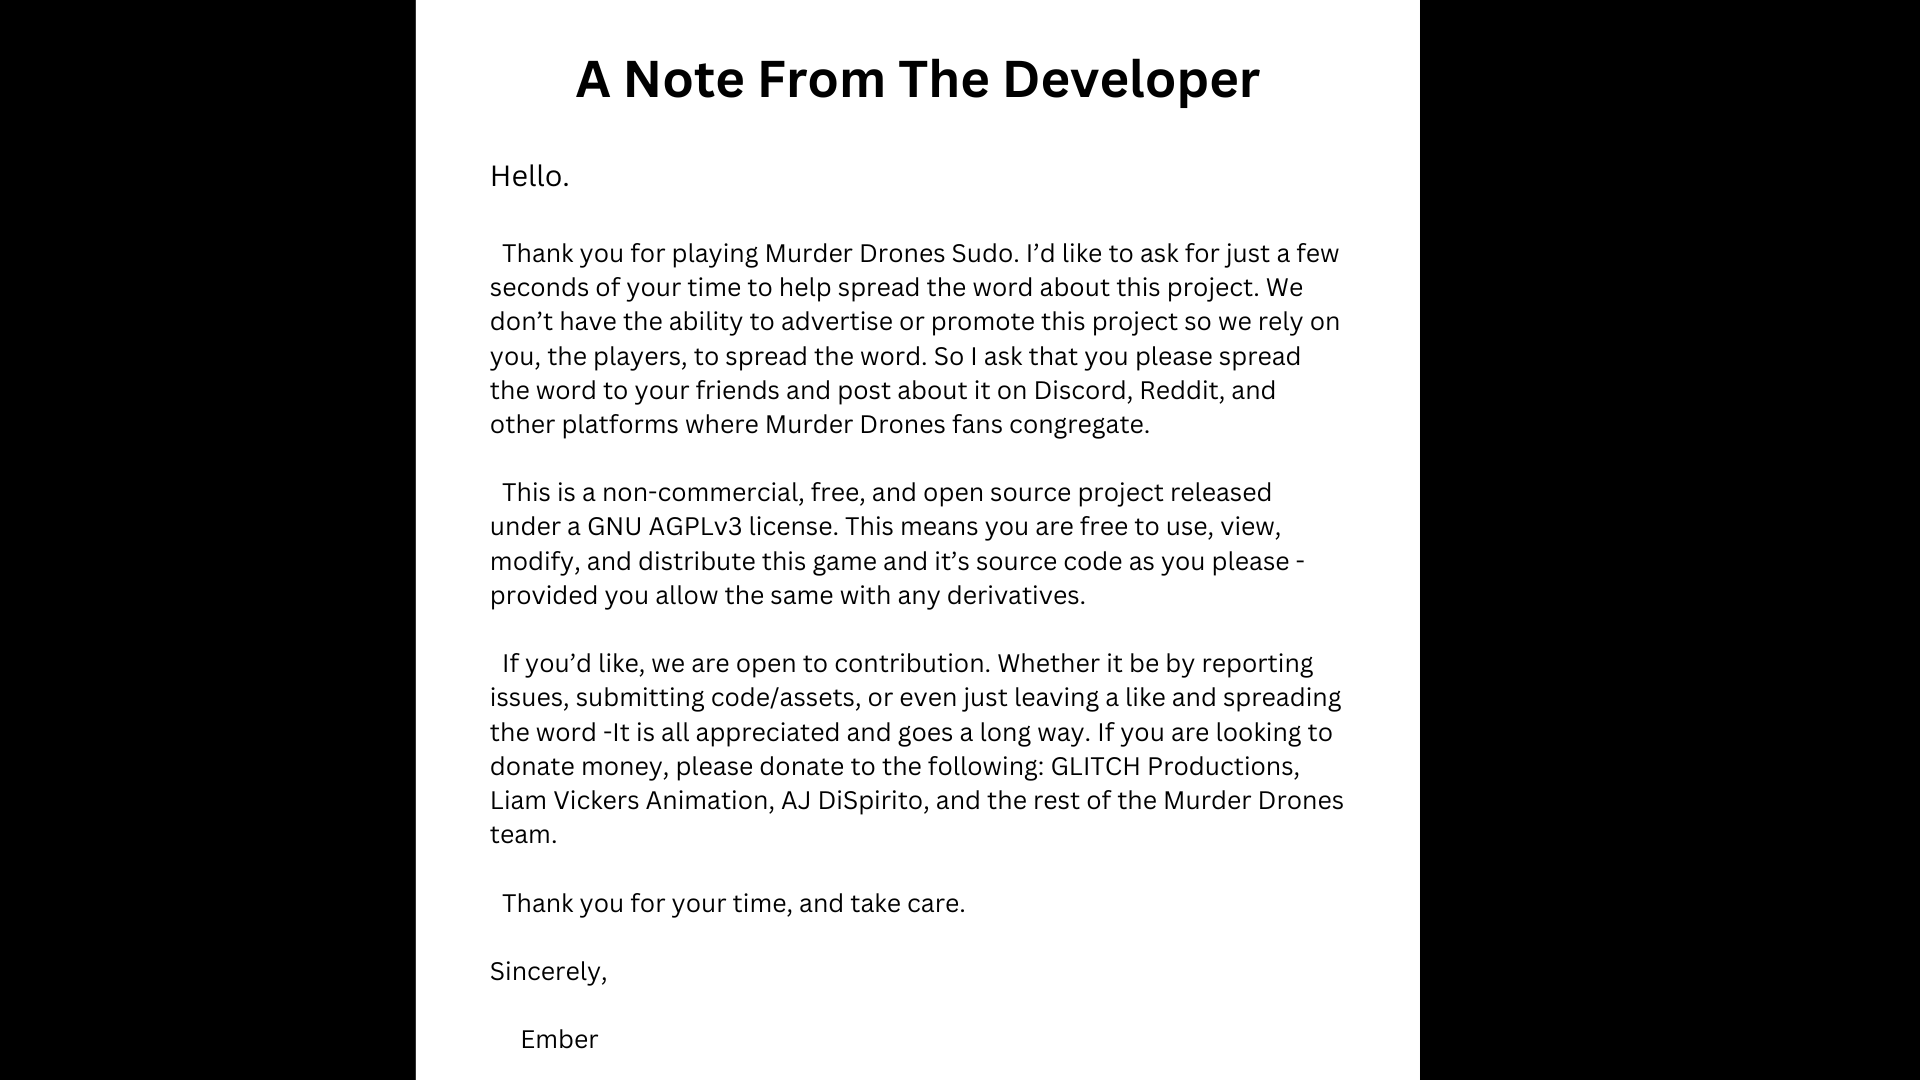 A Note From The Developer
Hello.
Thank you for playing Murder Drones Sudo. I’d like to ask for just a few
seconds of your time to help spread the word about this project. We
don’t have the ability to advertise or promote this project so we rely on
you, the players, to spread the word. So I ask that you please spread
the word to your friends and post about it on Discord, Reddit, and
other platforms where Murder Drones fans congregate.
This is a non-commercial, free, and open source project released
under a GNU AGPLv3 license. This means you are free to use, view,
modify, and distribute this game and it’s source code as you please -
provided you allow the same with any derivatives.
If you’d like, we are open to contribution. Whether it be by reporting
issues, submitting code/assets, or even just leaving a like and spreading
the word -It is all appreciated and goes a long way. If you are looking to
donate money, please donate to the following: GLITCH Productions,
Liam Vickers Animation, AJ DiSpirito, and the rest of the Murder Drones
team.
Thank you for your time, and take care.
Sincerely,
Ember